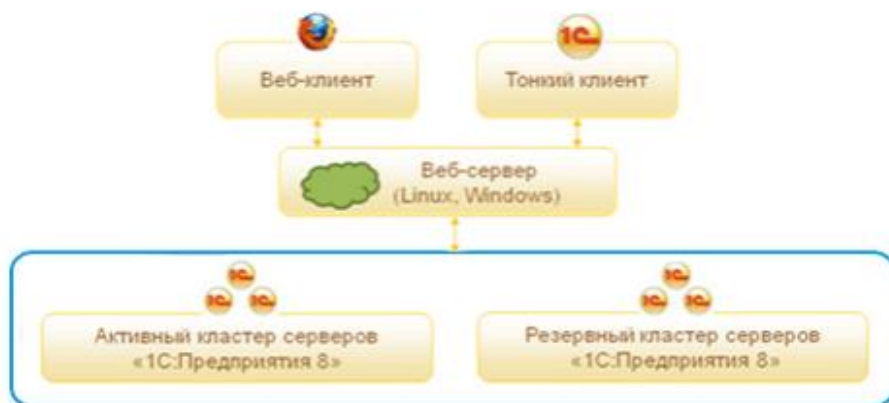 Веб-клиент
Тонкий клиент
Веб-сервер
(Linux, Windows)
Активный кластер серверов
«1С:Предприятия 8»
Резервный кластер серверов
«1С:Предприятия 8»